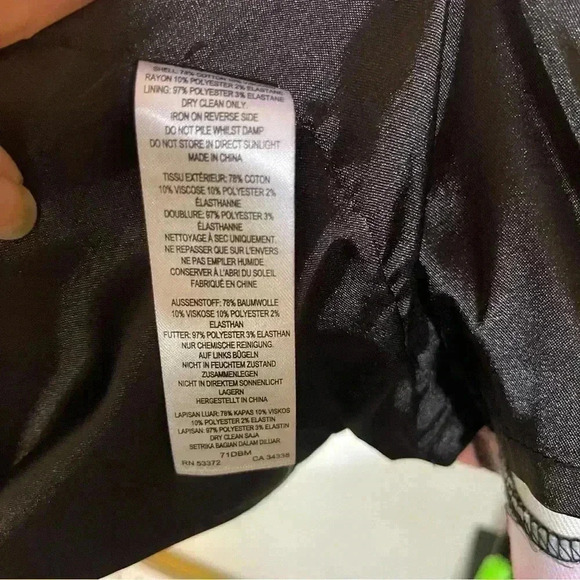 SHELL: 78% COTTON 10%
RAYON 10% POLYESTER 2% ELASTANE
LINING: 97% POLYESTER 3% ELASTANE
DRY CLEAN ONLY.
IRON ON REVERSE SIDE
DO NOT PILE WHILST DAMP
DO NOT STORE IN DIRECT SUNLIGHT
MADE IN CHINA
TISSU EXTÉRIEUR: 78% COTON
10% VISCOSE 10% POLYESTER 2%
ÉLASTHANNE
DOUBLURE: 97% POLYESTER 3%
ÉLASTHANNE
NETTOYAGE À SEC UNIQUEMENT.
NE REPASSER QUE SUR L'ENVERS
NE PAS EMPILER HUMIDE.
CONSERVER À L'ABRI DU SOLEIL
FABRIQUÉ EN CHINE
AUSSENSTOFF: 78% BAUMWOLLE
10% VISKOSE 10% POLYESTER 2%
ELASTHAN
FUTTER: 97% POLYESTER 3% ELASTHAN
NUR CHEMISCHE REINIGUNG.
AUF LINKS BÜGELN
NICHT IN FEUCHTEM ZUSTAND
ZUSAMMENLEGEN
NICHT IN DIREKTEM SONNENLICHT
LAGERN
HERGESTELLT IN CHINA
LAPISAN LUAR: 78% KAPAS 10% VISKOS
10% POLYESTER 2% ELASTIN
LAPISAN: 97% POLYESTER 3% ELASTIN
DRY CLEAN SAJA
SETRIKA BAGIAN DALAM DILUAR.
71DBM
RN 53372 CA 34338